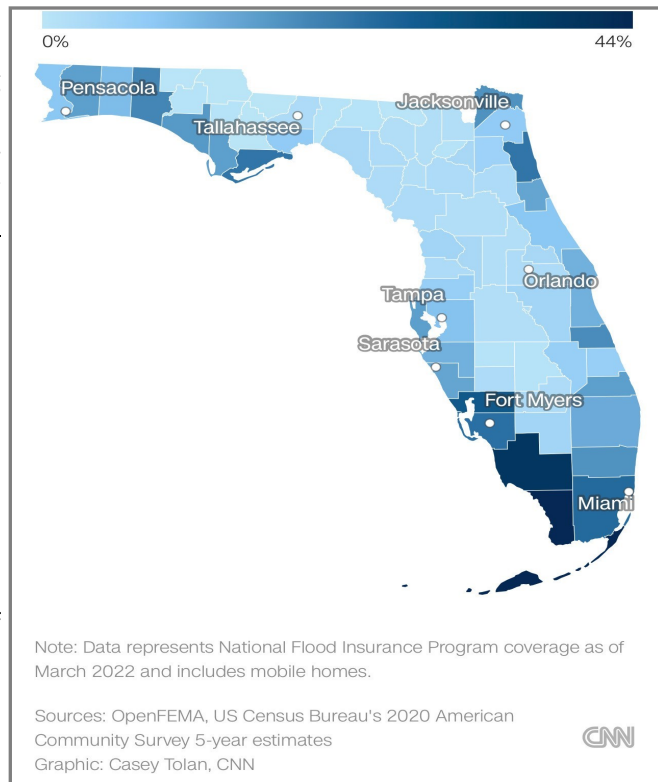 0%
44%
Pensacola
Jacksonville
Tallahassee
Orlando
Tampa
Sarasota
Fort Myers
Miami
Note: Data represents National Flood Insurance Program coverage as of
March 2022 and includes mobile homes.
Sources: OpenFEMA, US Census Bureau's 2020 American
Community Survey 5-year estimates
Graphic: Casey Tolan, CNN
CNN